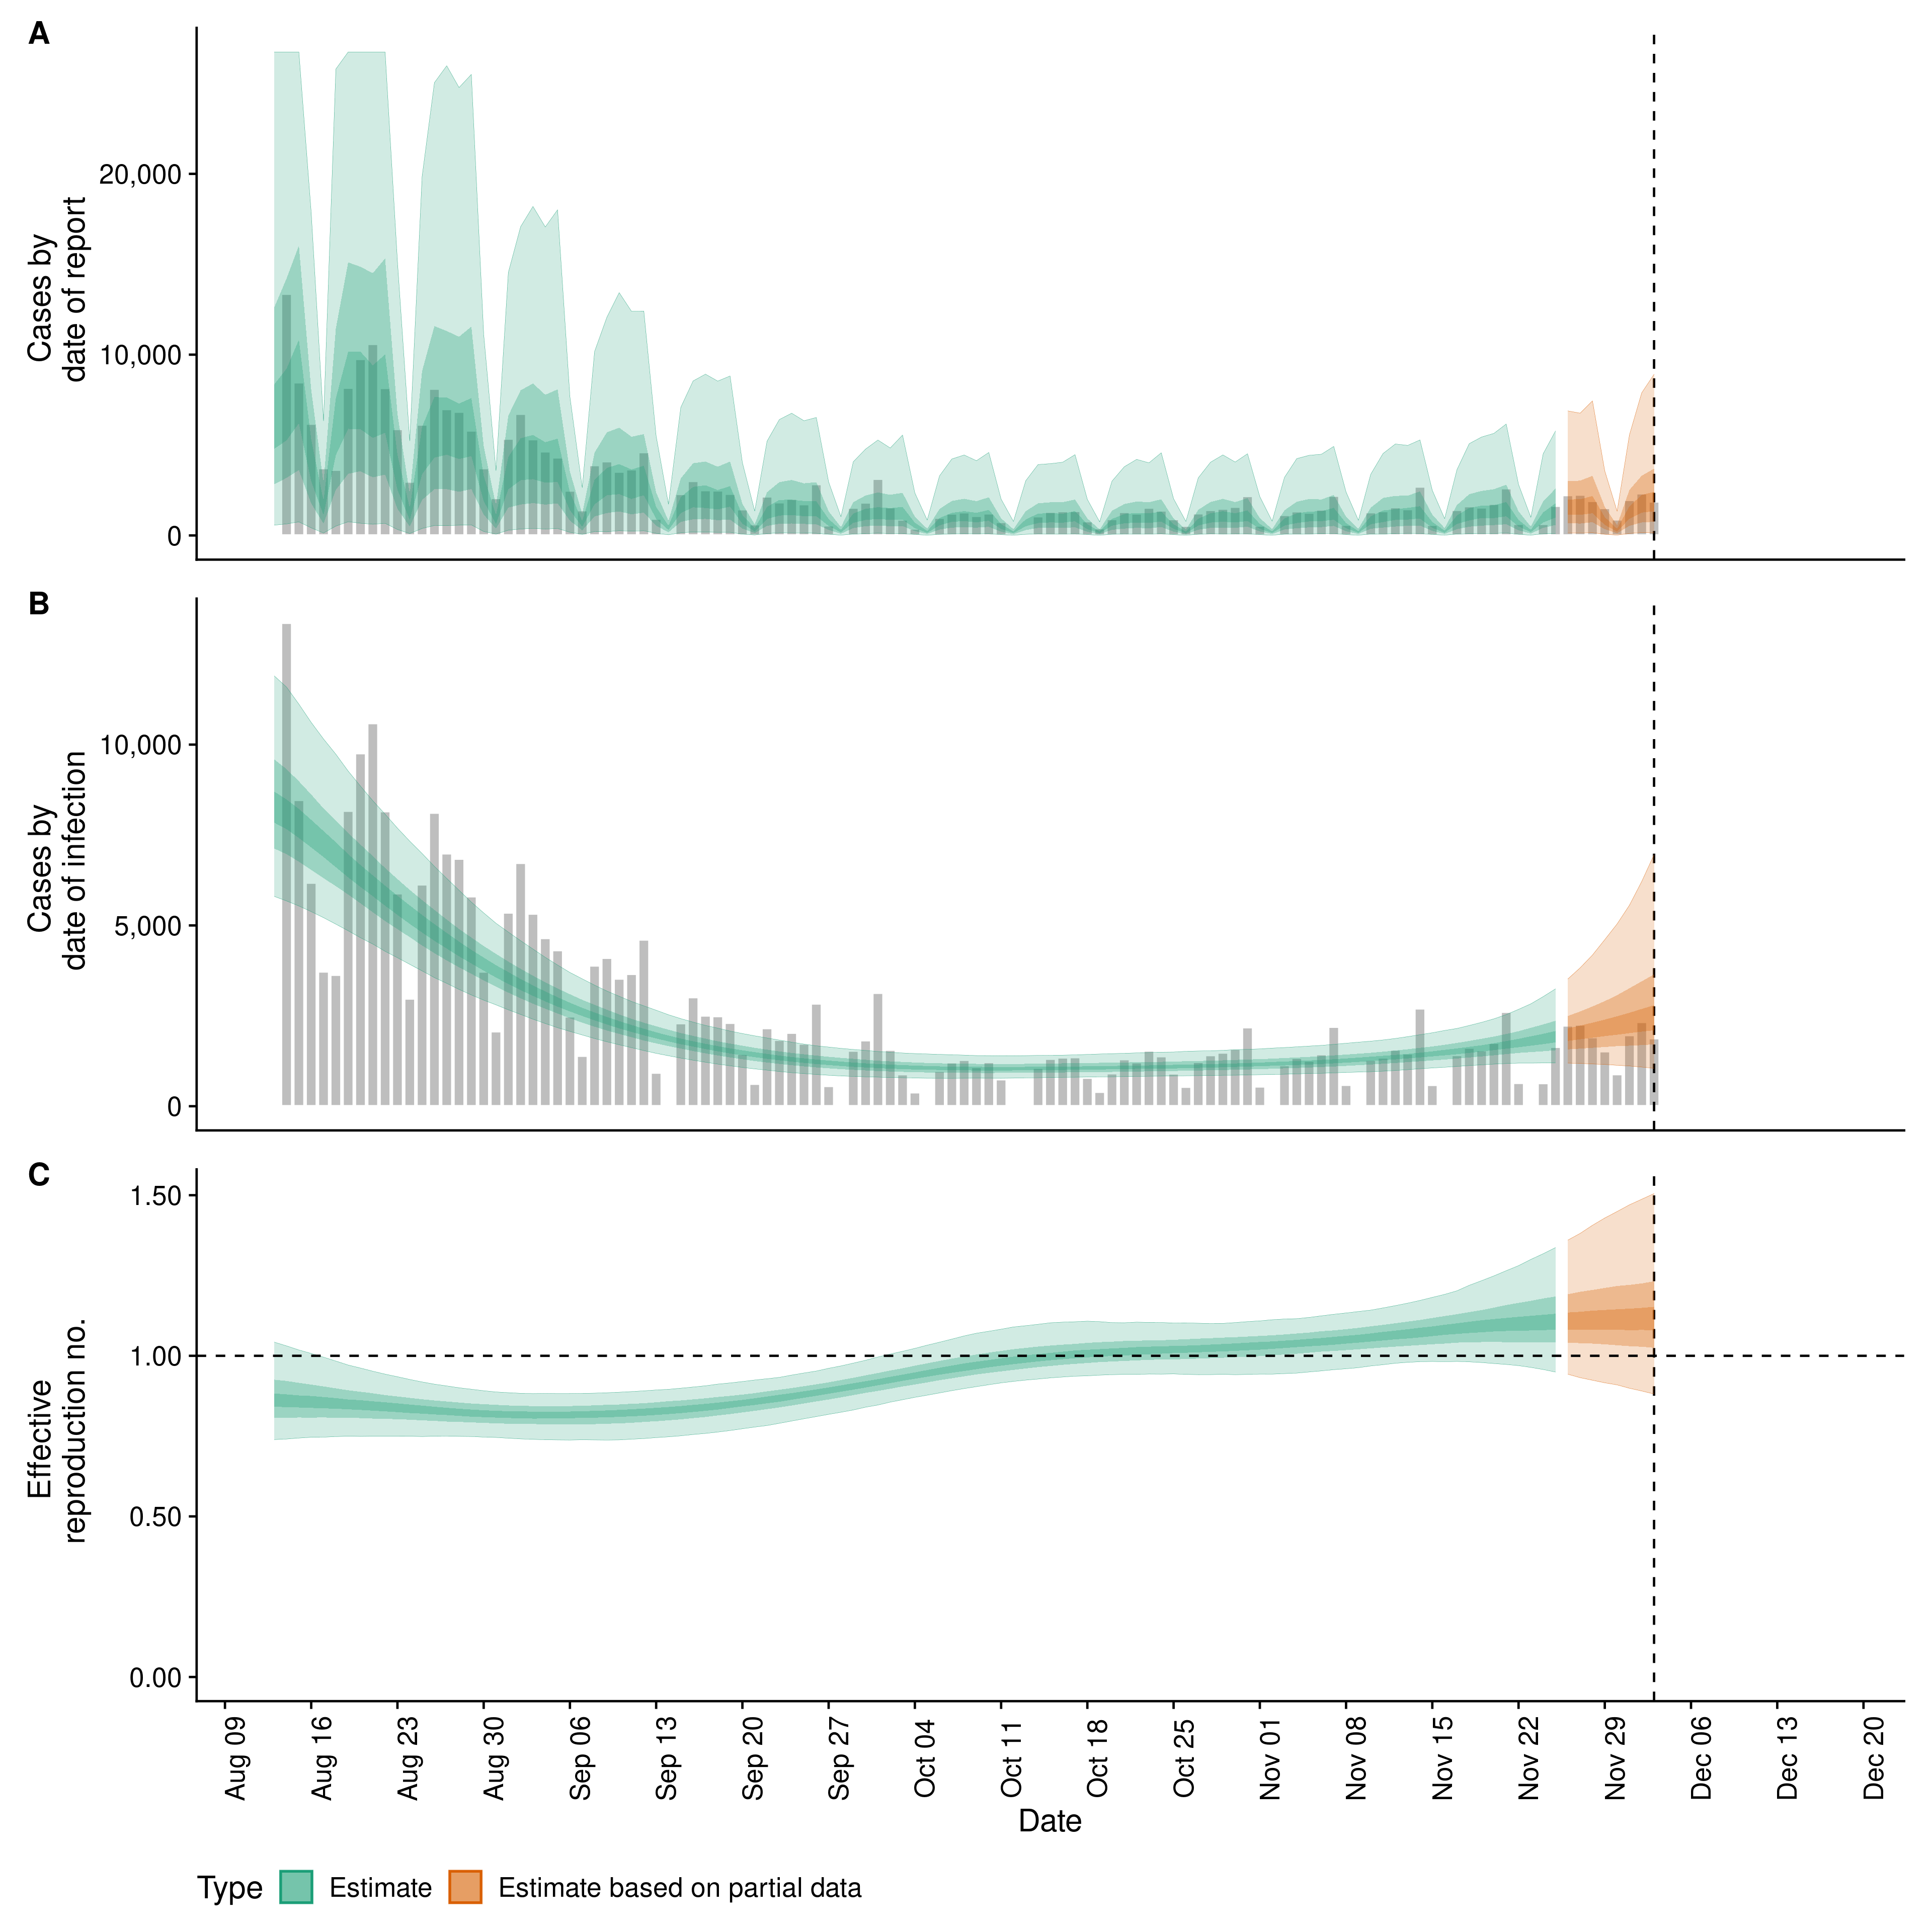 A
Cases by
date of report
20,000
10,000
0
B
Cases by
date of infection
10,000
5,000
0
C
Effective
reproduction no.
1.50
1.00
0.50
0.00
Aug 09
Aug 16
Aug 23
Aug 30
Sep 06
Sep 13
Sep 20
Sep 27
Oct 04
Oct 11
Oct 18
Oct 25
Nov 01
Nov 08
Nov 15
Nov 22
Nov 29
Dec 06
Dec 13
Dec 20
Date
Type Estimate Estimate based on partial data